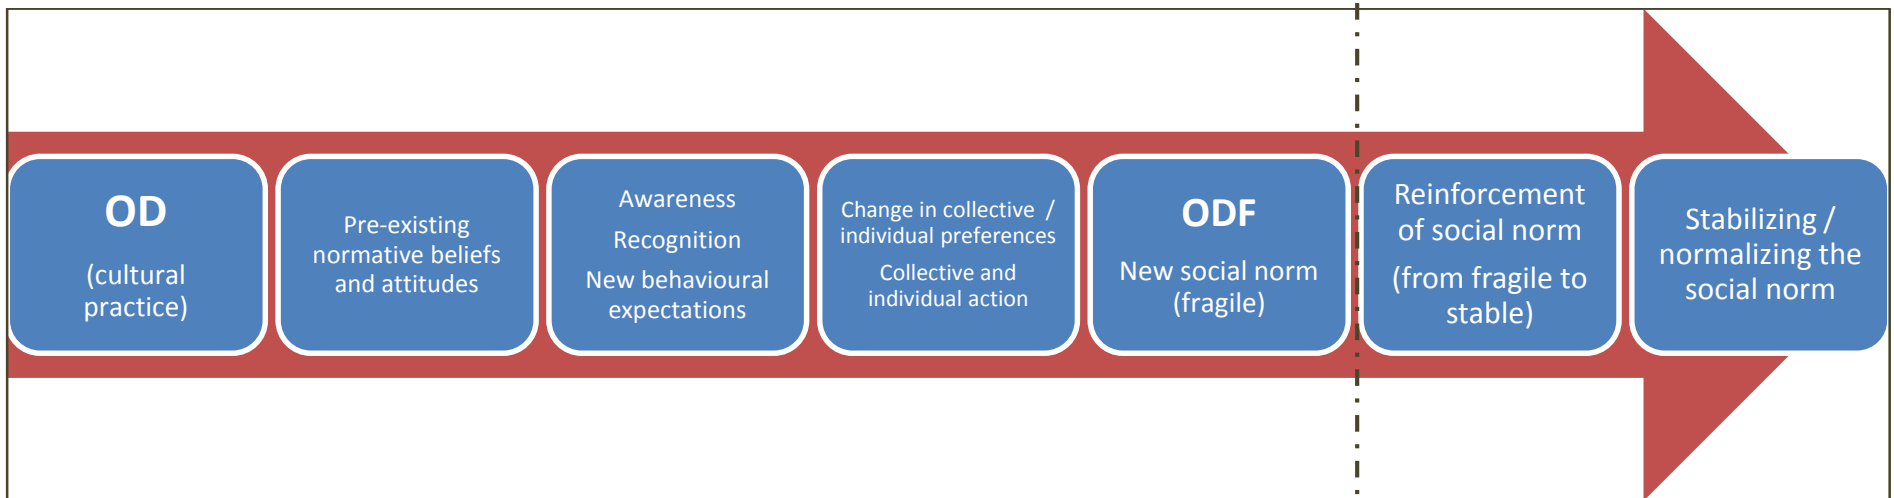 OD
(cultural
practice)
Pre-existing
normative beliefs
and attitudes
Awareness
Recognition
New behavioural
expectations
Change in collective /
individual preferences
Collective and
individual action
ODF
New social norm
(fragile)
Reinforcement
of social norm
(from fragile to
stable)
Stabilizing /
normalizing the
social norm